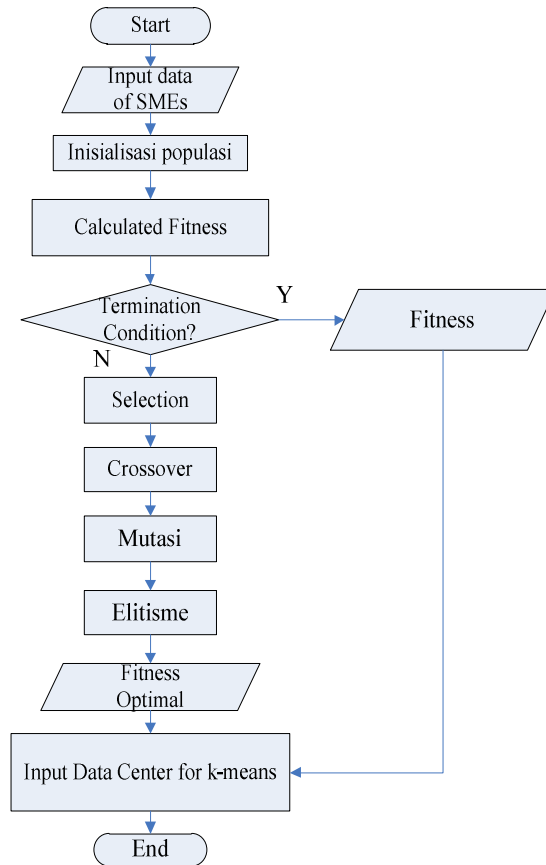 Start
Input data
of SMEs
Inisialisasi populasi
Calculated Fitness
Termination
Condition?
Y
Fitness
N
Selection
Crossover
Mutasi
Elitisme
Fitness
Optimal
Input Data Center for k-means
End